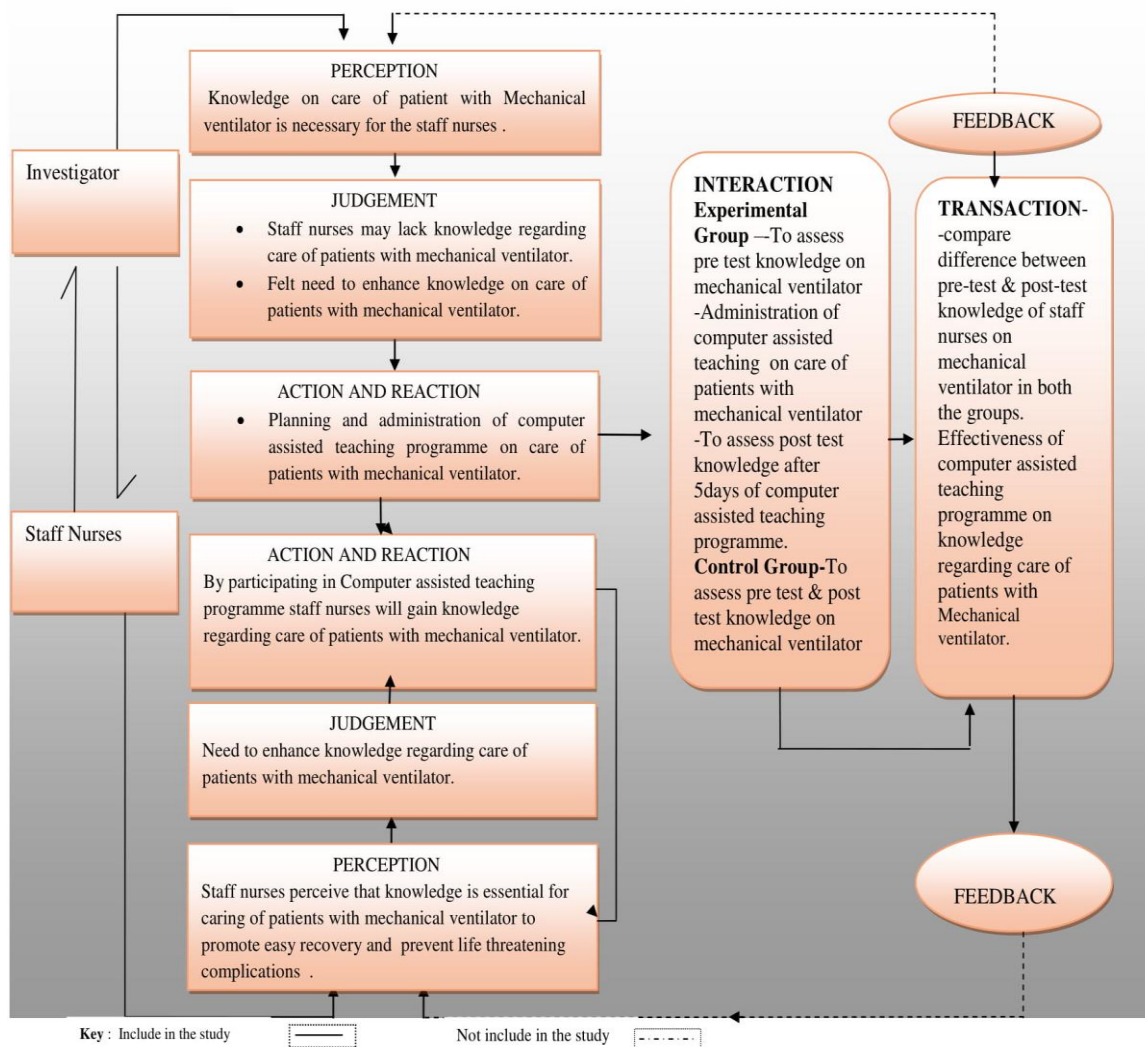 PERCEPTION
Knowledge on care of patient with Mechanical
ventilator is necessary for the staff nurses .
FEEDBACK
Investigator
JUDGEMENT
• Staff nurses may lack knowledge regarding
care of patients with mechanical ventilator.
• Felt need to enhance knowledge on care of
patients with mechanical ventilator.
ACTION AND REACTION
• Planning and administration of computer
assisted teaching programme on care of
patients with mechanical ventilator.
INTERACTION
Experimental
Group –-To assess
pre test knowledge on
mechanical ventilator
-Administration of
computer assisted
teaching on care of
patients with
mechanical ventilator
-To assess post test
knowledge after
5days of computer
assisted teaching
programme.
Control Group-To
assess pre test & post
test knowledge on
mechanical ventilator
TRANSACTION-
-compare
difference between
pre-test & post-test
knowledge of staff
nurses on
mechanical
ventilator in both
the groups.
Effectiveness of
computer assisted
teaching
programme on
knowledge
regarding care of
patients with
Mechanical
ventilator.
Staff Nurses
ACTION AND REACTION
By participating in Computer assisted teaching
programme staff nurses will gain knowledge
regarding care of patients with mechanical ventilator.
JUDGEMENT
Need to enhance knowledge regarding care of
patients with mechanical ventilator.
PERCEPTION
Staff nurses perceive that knowledge is essential for
caring of patients with mechanical ventilator to
promote easy recovery and prevent life threatening
complications .
FEEDBACK
Key : Include in the study
Not include in the study